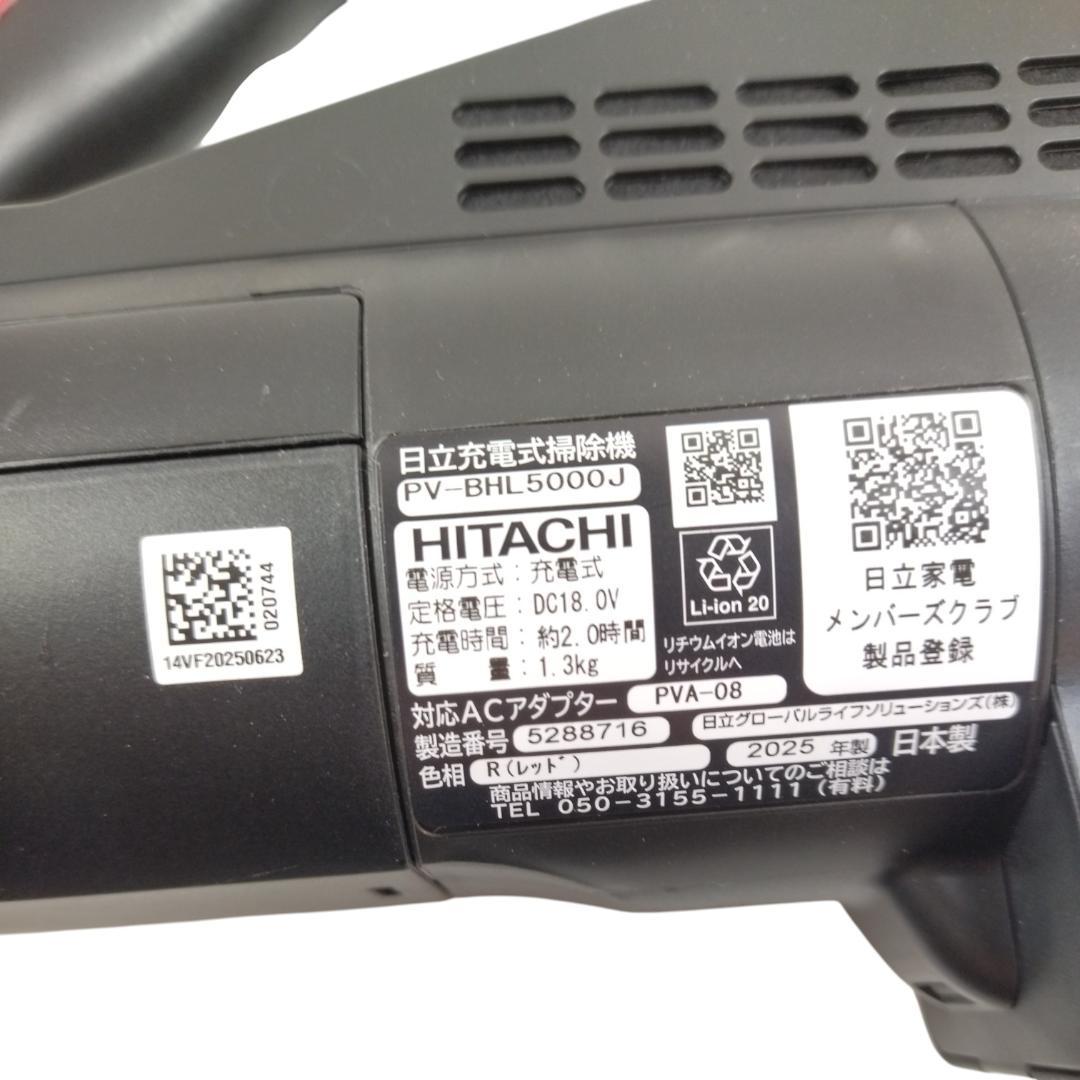 日立充電式掃除機
PV-BHL5000J
HITACHI
電源方式：充電式
定格電圧：DC18.0V
充電時間：約2.0時間
質　　量：1.3kg
Li-ion 20
リチウムイオン電池は
リサイクルへ
日立家電
メンバーズクラブ
製品登録
対応ACアダプター PVA-08
製造番号 5288716 日立グローバルライフソリューションズ(株)
色相 R(レッド) 2025 年製 日本製
商品情報やお取り扱いについてのご相談は
TEL 050-3155-1111 (有料)
020744
14VF20250623